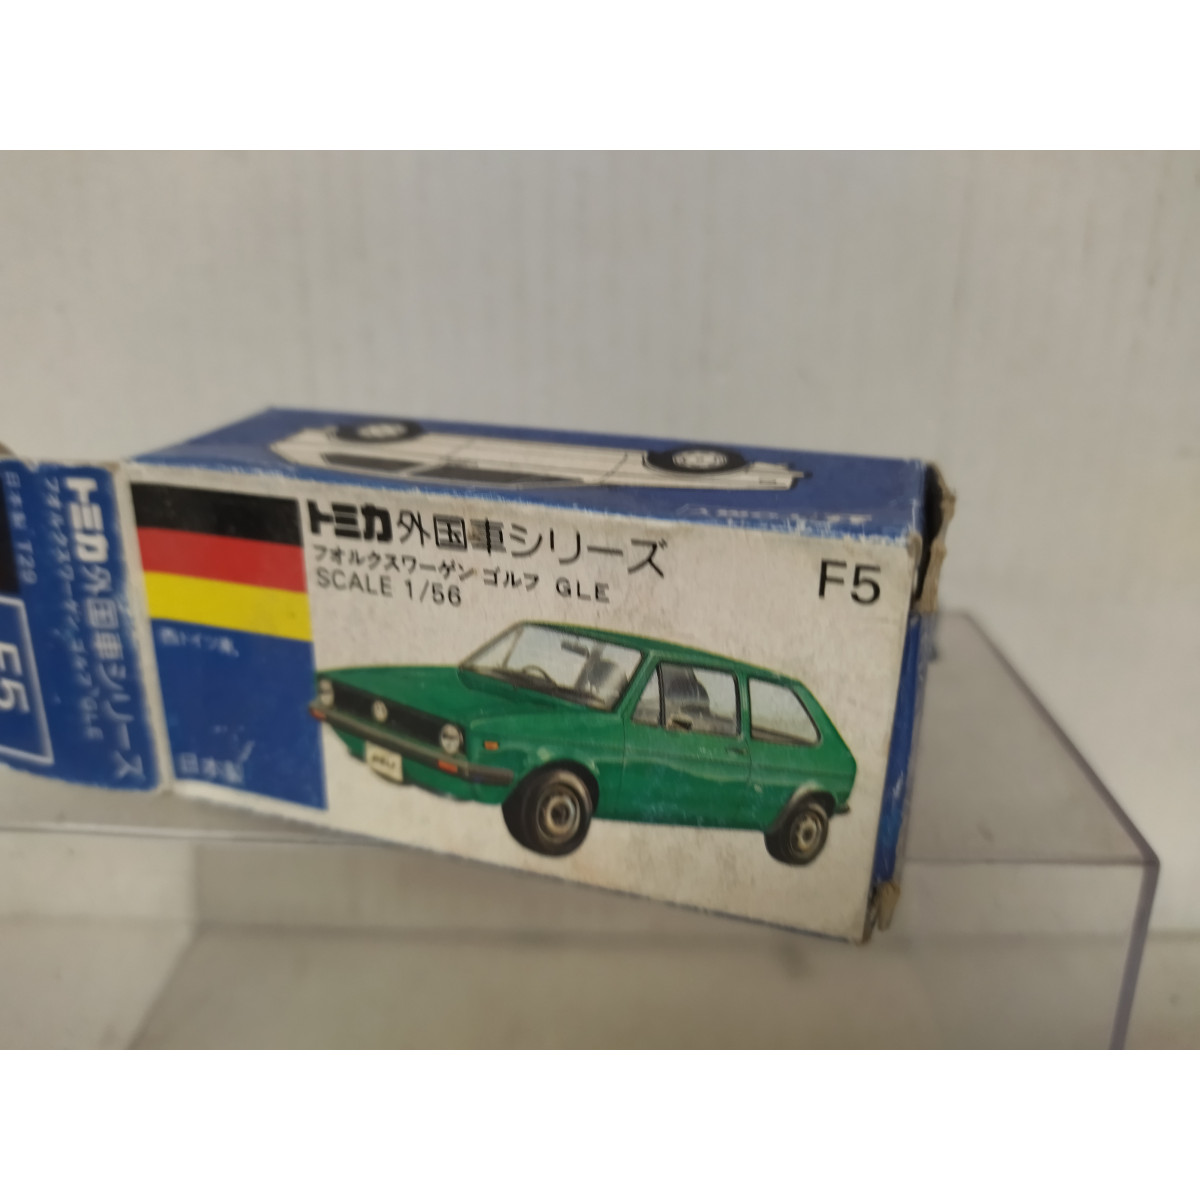 トミカ外国車シリーズ
フォルクスワーゲン ゴルフ GLE
SCALE 1/56
F5
西ドイツ車
日本製
トミカ外国車シリーズ
フォルクスワーゲン ゴルフ GLE
日本製
F5